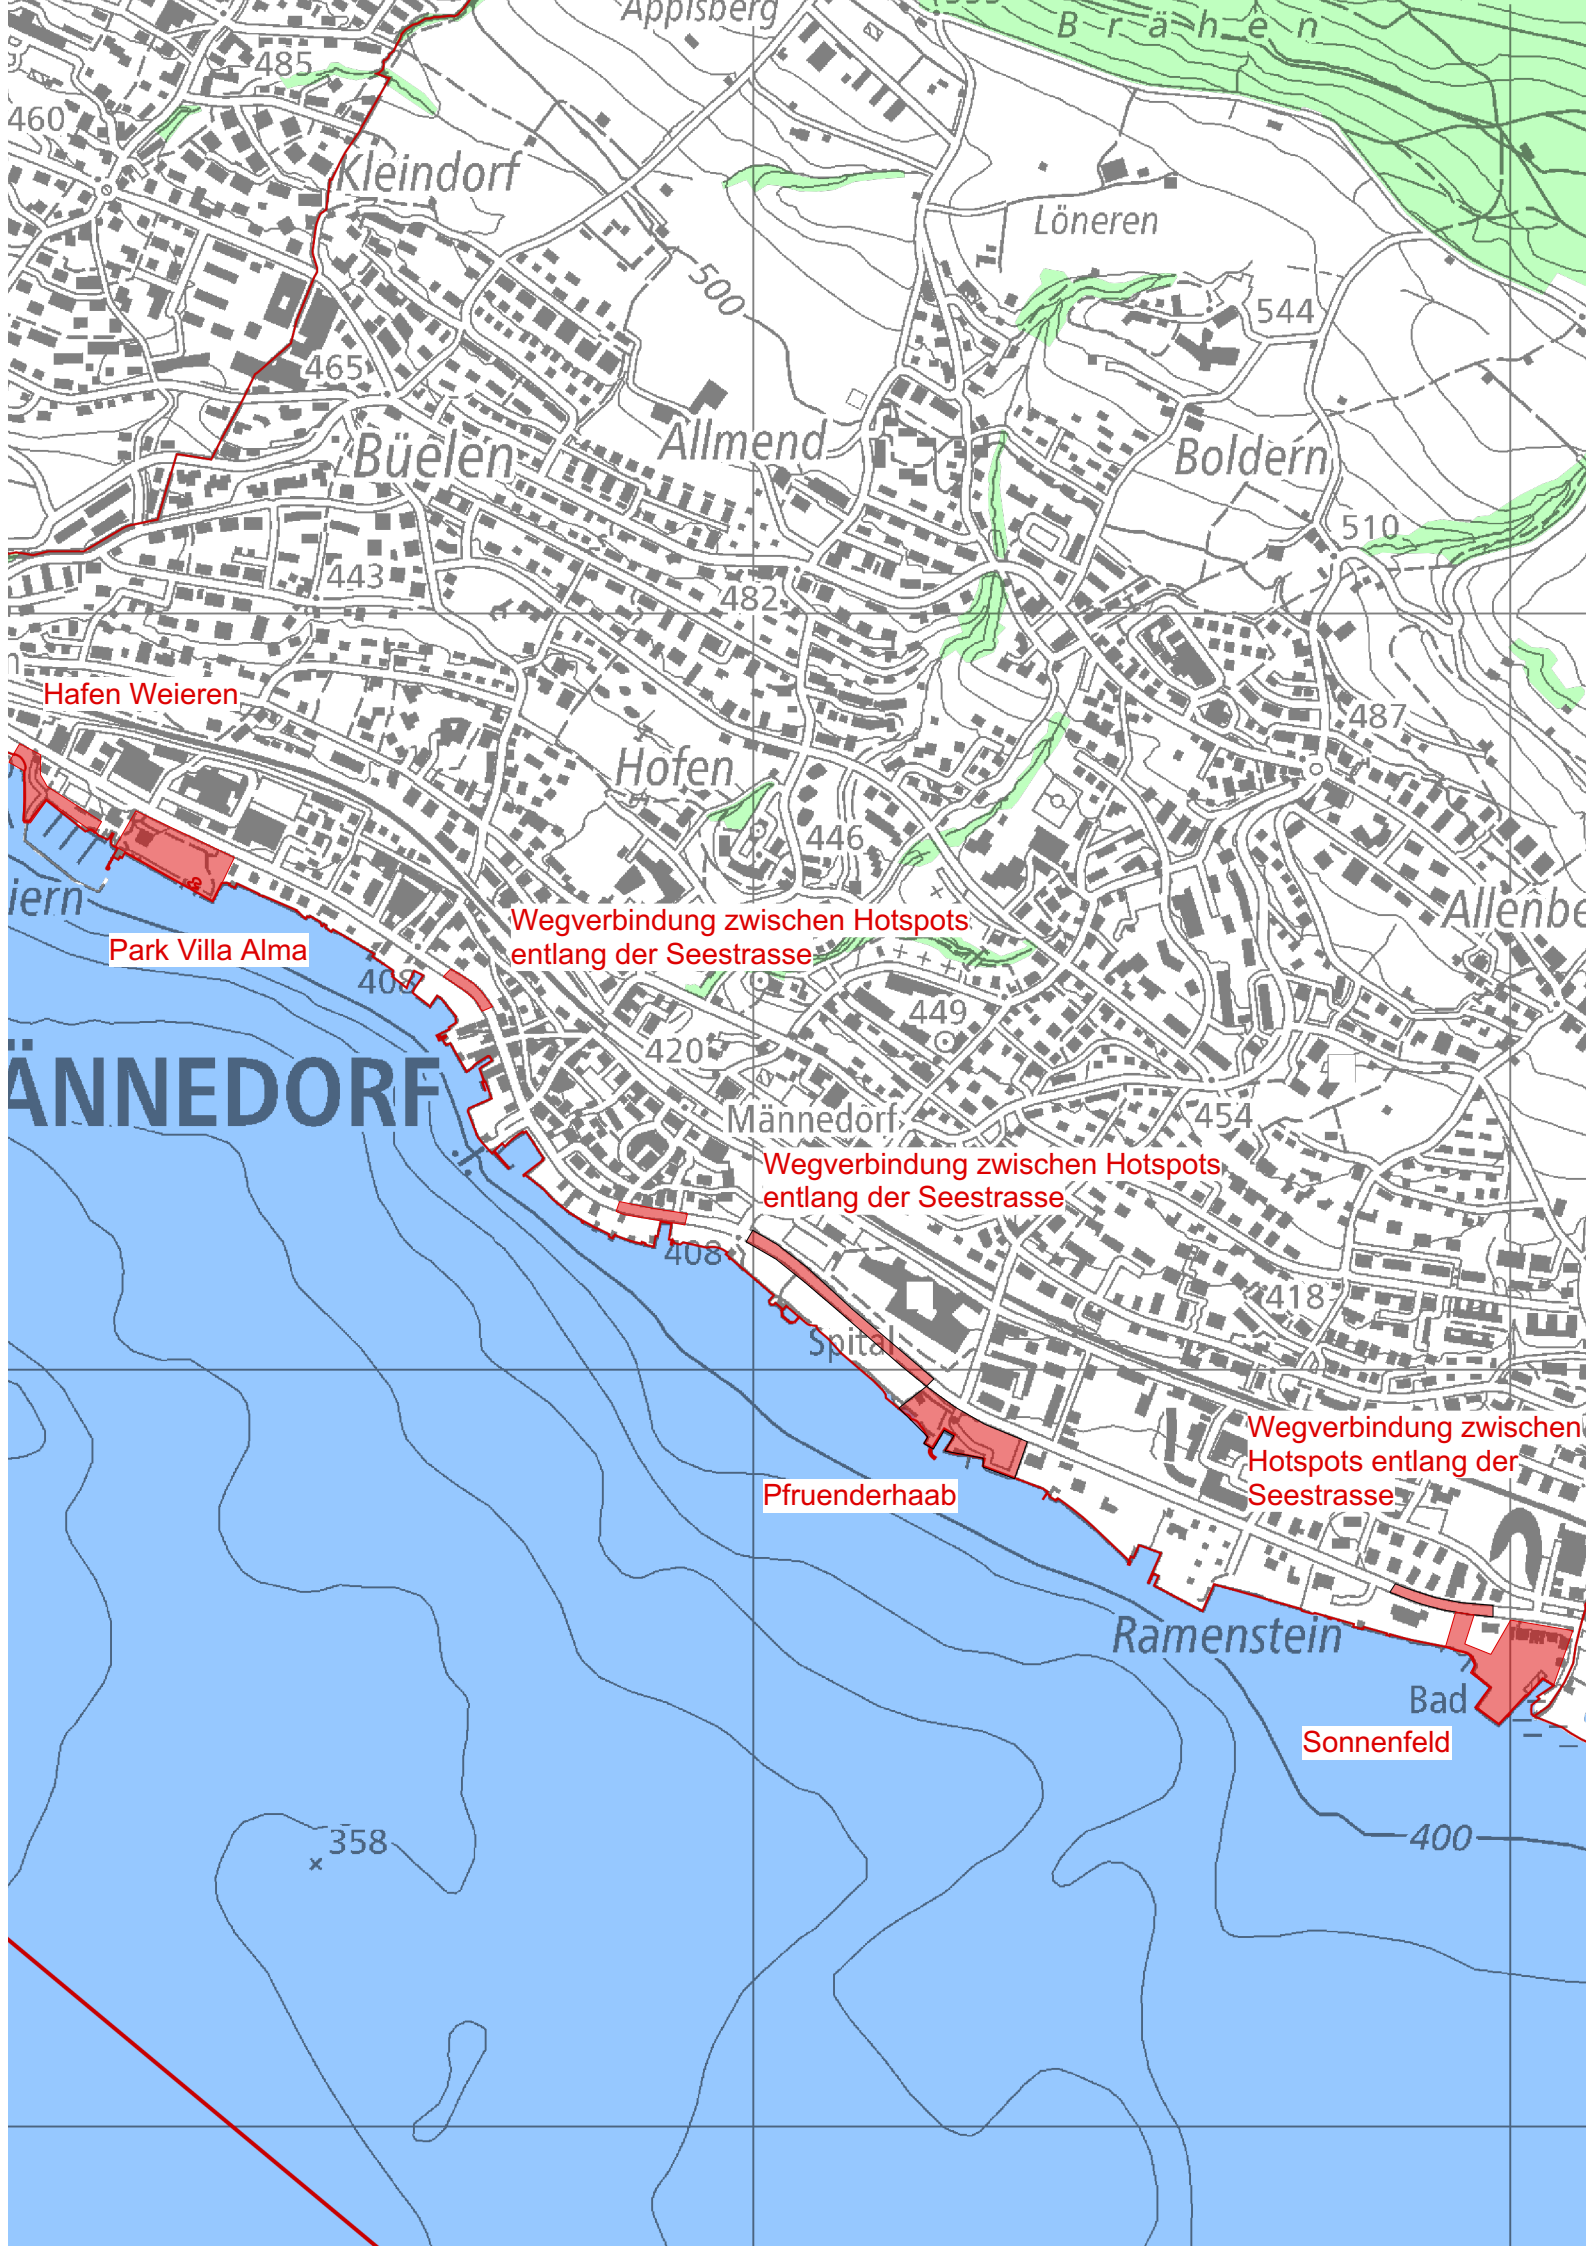 Applsberg
Brähen
485
460
Kleindorf
Löneren
500
544
465
Büelen
Allmend
Boldern
510
443
482
Hafen Weieren
487
Hofen
446
iern
Allenbe
Wegverbindung zwischen Hotspots
entlang der Seestrasse
Park Villa Alma
408
449
420
ÄNNEDORF
Männedorf
454
Wegverbindung zwischen Hotspots
entlang der Seestrasse
408
418
Spital
Wegverbindung zwischen
Hotspots entlang der
Seestrasse
Pfruenderhaab
Ramenstein
Bad
Sonnenfeld
358
400